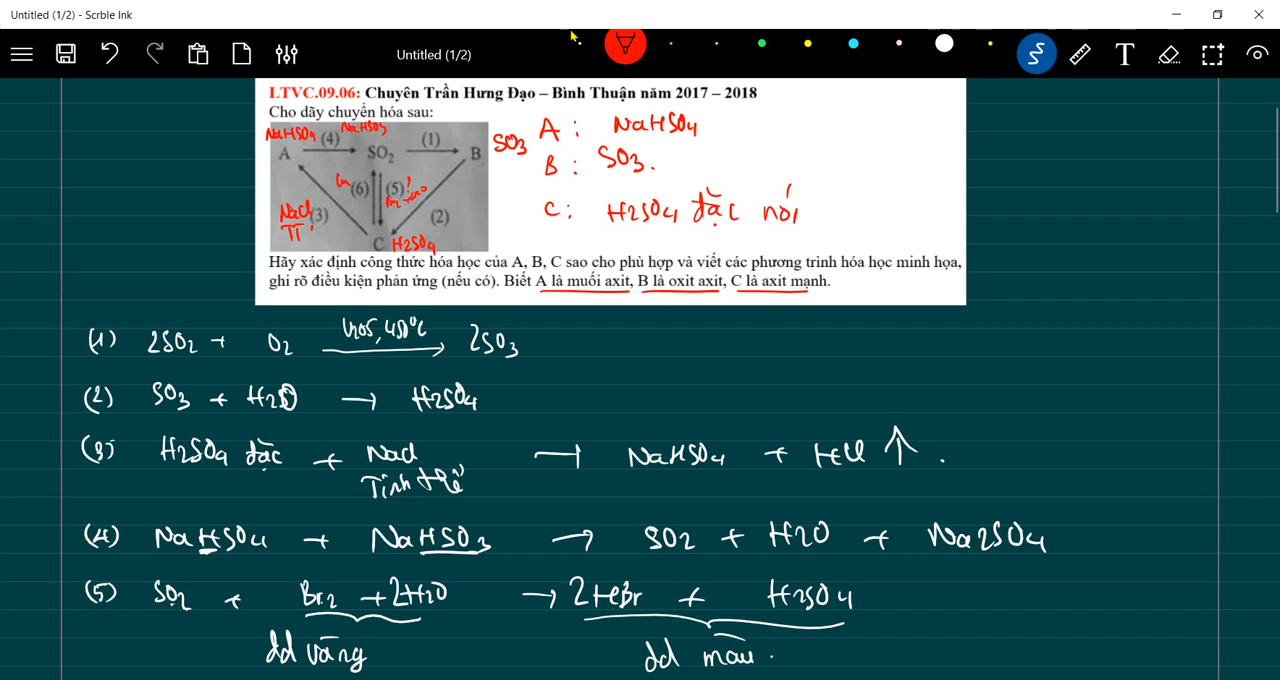 Untitled (1/2) - Scrble Ink
Untitled (1/2)
T
LTVC.09.06: Chuyên Trần Hưng Đạo – Bình Thuận năm 2017 – 2018
Cho dãy chuyển hóa sau:
NaHSO4 NaHSO3
A (4) SO2 (1) B SO3
Cu (6) (5) Br2
NaCl (3) (2)
TT
C H2SO4
A : NaHSO4
B : SO3.
C : H2SO4 đặc nói
Hãy xác định công thức hóa học của A, B, C sao cho phù hợp và viết các phương trình hóa học minh họa,
ghi rõ điều kiện phản ứng (nếu có). Biết A là muối axit, B là oxit axit, C là axit mạnh.
(1) 2SO2 + O2 V2O5, 450°C → 2SO3
(2) SO3 + H2O → H2SO4
(3) H2SO4 đặc + NaCl → NaHSO4 + HCl ↑ .
Tinh thể
(4) NaHSO4 + NaHSO3 → SO2 + H2O + Na2SO4
(5) SO2 + Br2 + 2H2O → 2HBr + H2SO4
dd vàng dd màu